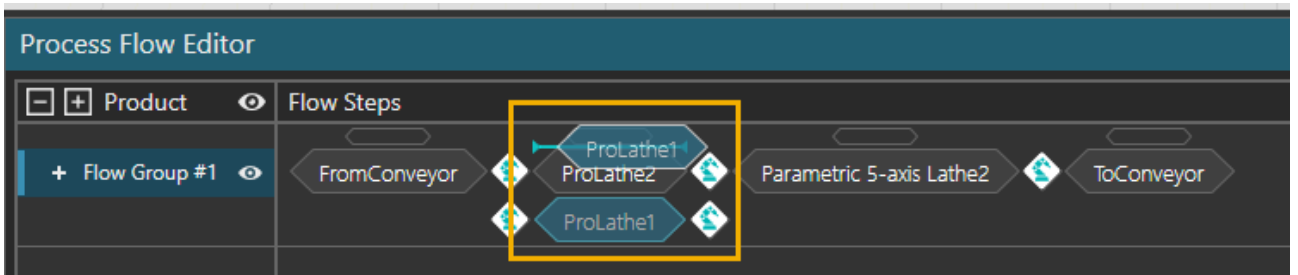 Process Flow Editor
Product Flow Steps
ProLathe1
+ Flow Group #1 FromConveyor ProLathe2 Parametric 5-axis Lathe2 ToConveyor
ProLathe1